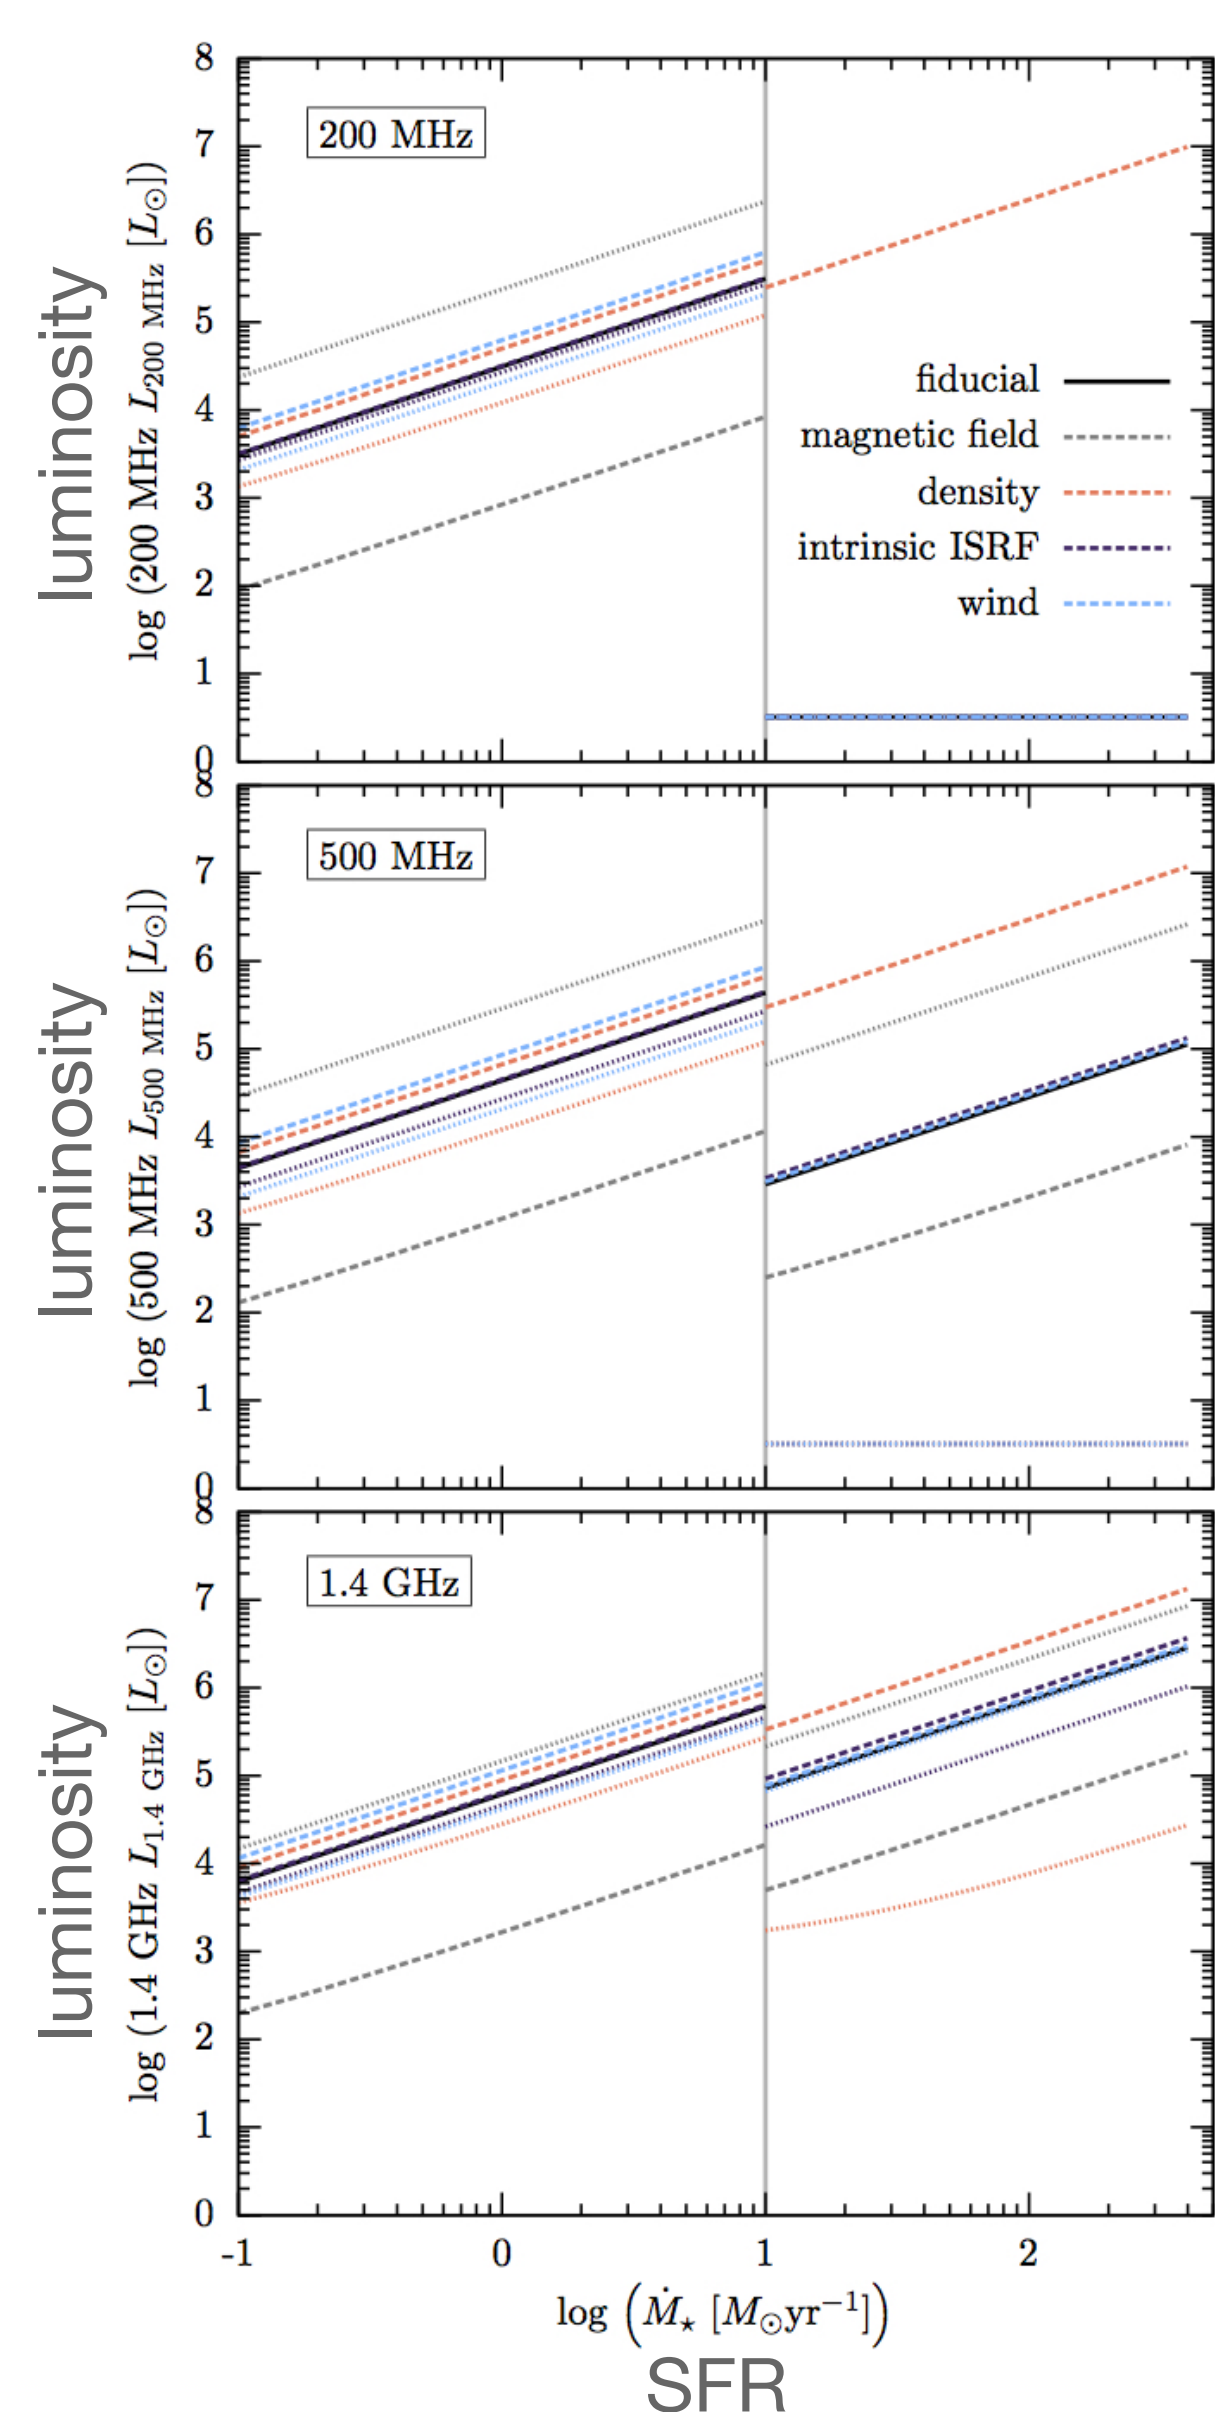 luminosity
log (200 MHz L₂₀₀ MHz [L⊙])
8
7
6
5
4
3
2
1
0
200 MHz
fiducial
magnetic field
density
intrinsic ISRF
wind
luminosity
log (500 MHz L₅₀₀ MHz [L⊙])
8
7
6
5
4
3
2
1
0
500 MHz
luminosity
log (1.4 GHz L₁.₄ GHz [L⊙])
8
7
6
5
4
3
2
1
0
1.4 GHz
-1 0 1 2
log (Ṁ⋆ [M⊙yr⁻¹])
SFR